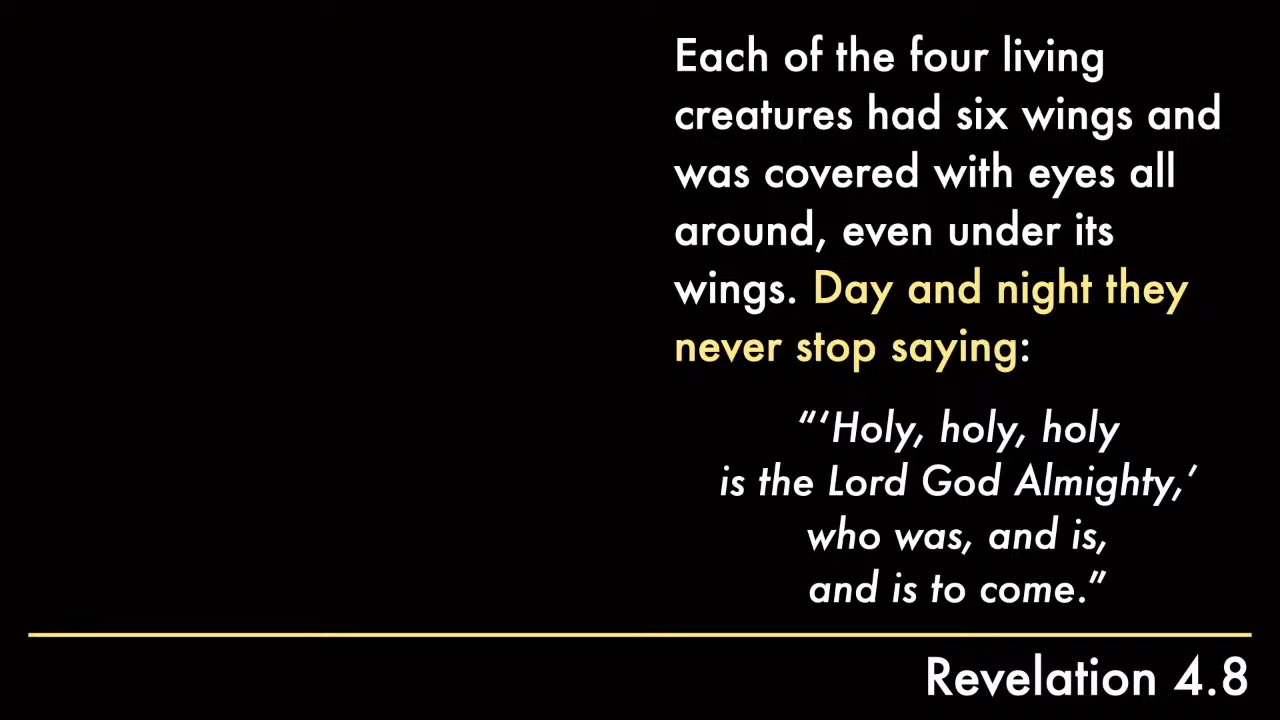 Each of the four living
creatures had six wings and
was covered with eyes all
around, even under its
wings. Day and night they
never stop saying:
“‘Holy, holy, holy
is the Lord God Almighty,’
who was, and is,
and is to come.”
Revelation 4.8